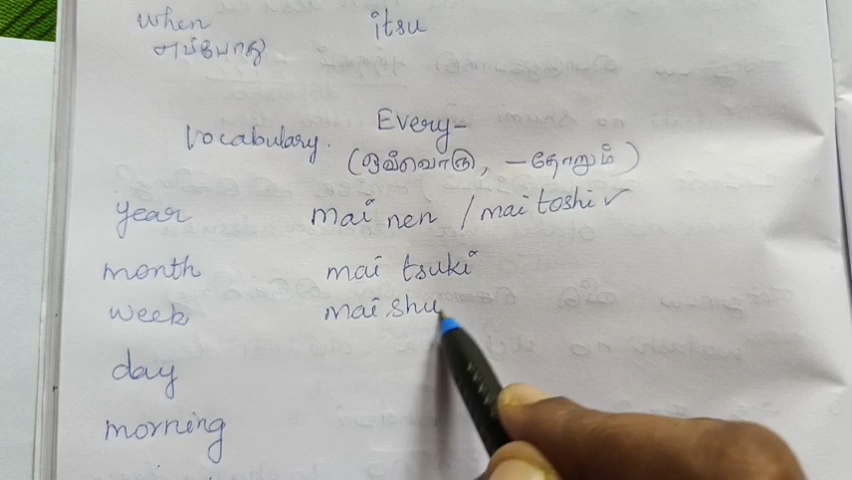 when itsu
எப்போது
Vocabulary. Every-
(ஒவ்வொரு, -தோறும்)
year mai nen / mai toshi ✓
month mai tsuki
week mai shu
day
morning